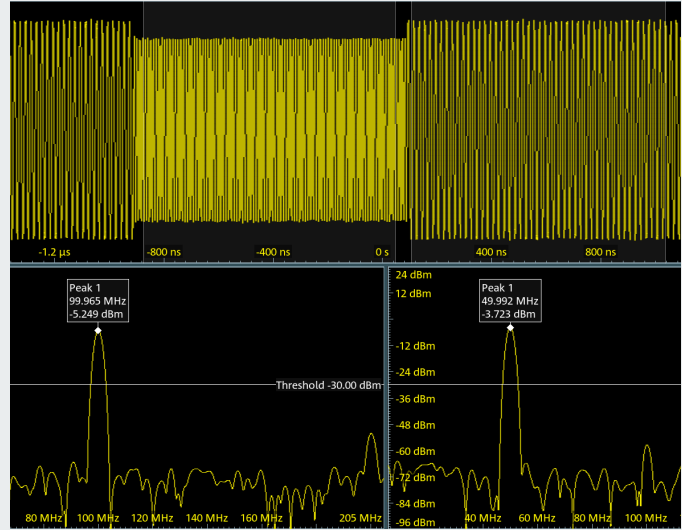 -1.2 µs
-800 ns
-400 ns
0 s
400 ns
800 ns
Peak 1
99.965 MHz
-5.249 dBm
Threshold -30.00 dBm
80 MHz
100 MHz
120 MHz
140 MHz
160 MHz
205 MHz
24 dBm
12 dBm
Peak 1
49.992 MHz
-3.723 dBm
-12 dBm
-24 dBm
-36 dBm
-48 dBm
-60 dBm
-72 dBm
-84 dBm
-96 dBm
40 MHz
60 MHz
80 MHz
100 MHz